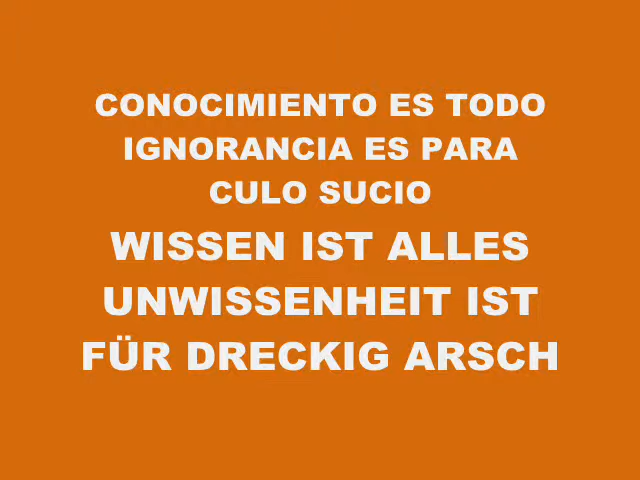 CONOCIMIENTO ES TODO
IGNORANCIA ES PARA
CULO SUCIO
WISSEN IST ALLES
UNWISSENHEIT IST
FÜR DRECKIG ARSCH